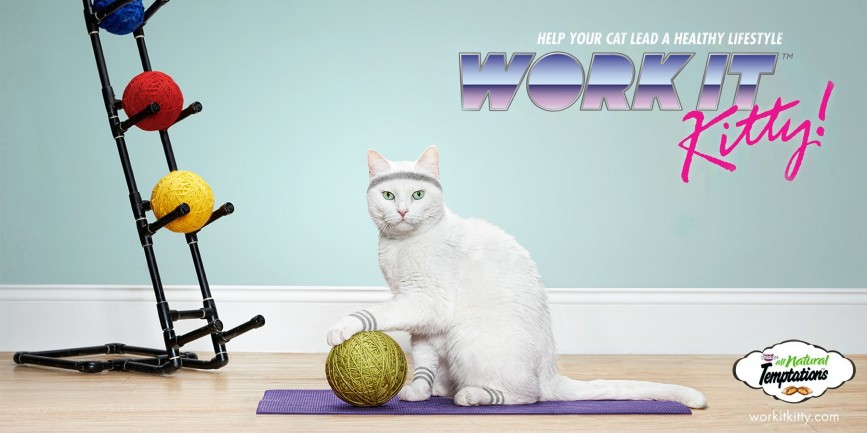 HELP YOUR CAT LEAD A HEALTHY LIFESTYLE
WORK IT™
Kitty!
all Natural
Temptations
workitkitty.com